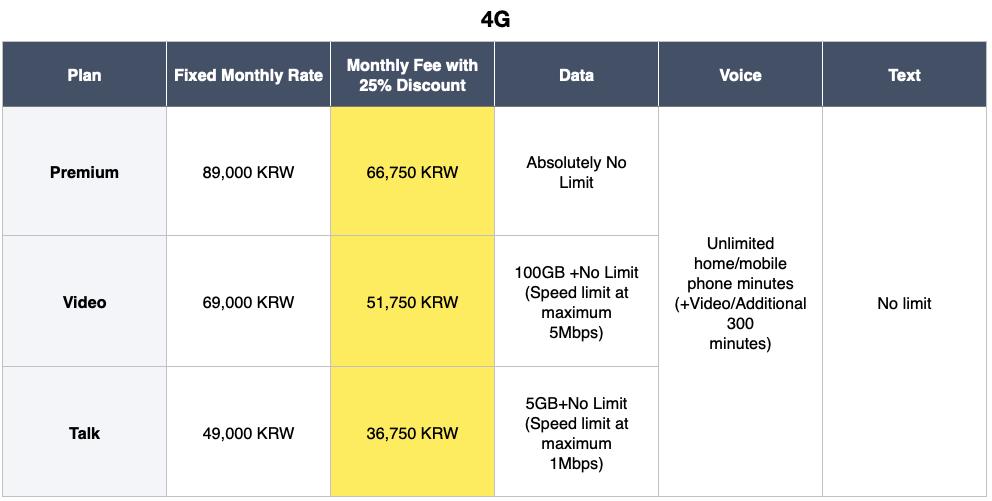 4G
Plan
Fixed Monthly Rate
Monthly Fee with
25% Discount
Data
Voice
Text
Premium
89,000 KRW
66,750 KRW
Absolutely No
Limit
Video
69,000 KRW
51,750 KRW
100GB +No Limit
(Speed limit at
maximum
5Mbps)
Talk
49,000 KRW
36,750 KRW
5GB+No Limit
(Speed limit at
maximum
1Mbps)
Unlimited
home/mobile
phone minutes
(+Video/Additional
300
minutes)
No limit